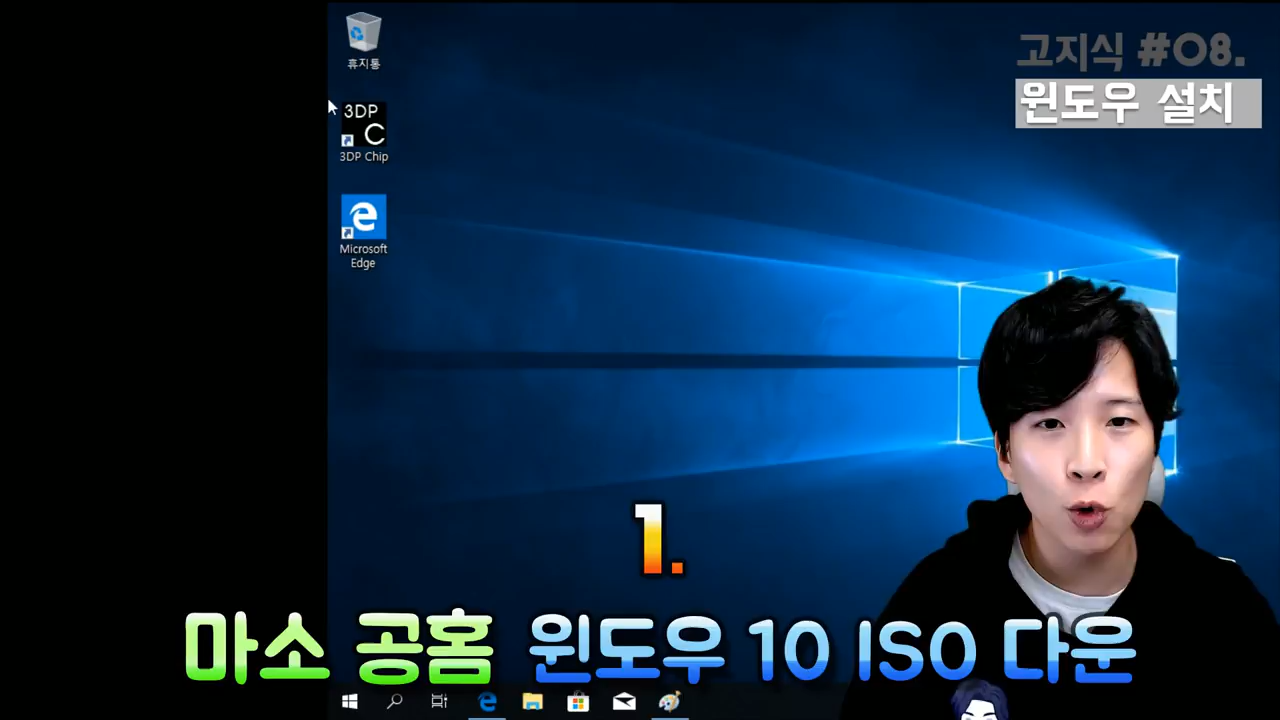 휴지통
3DP
C
3DP Chip
Microsoft
Edge
고지식 #08.
윈도우 설치
1.
마소 공홈 윈도우 10 ISO 다운